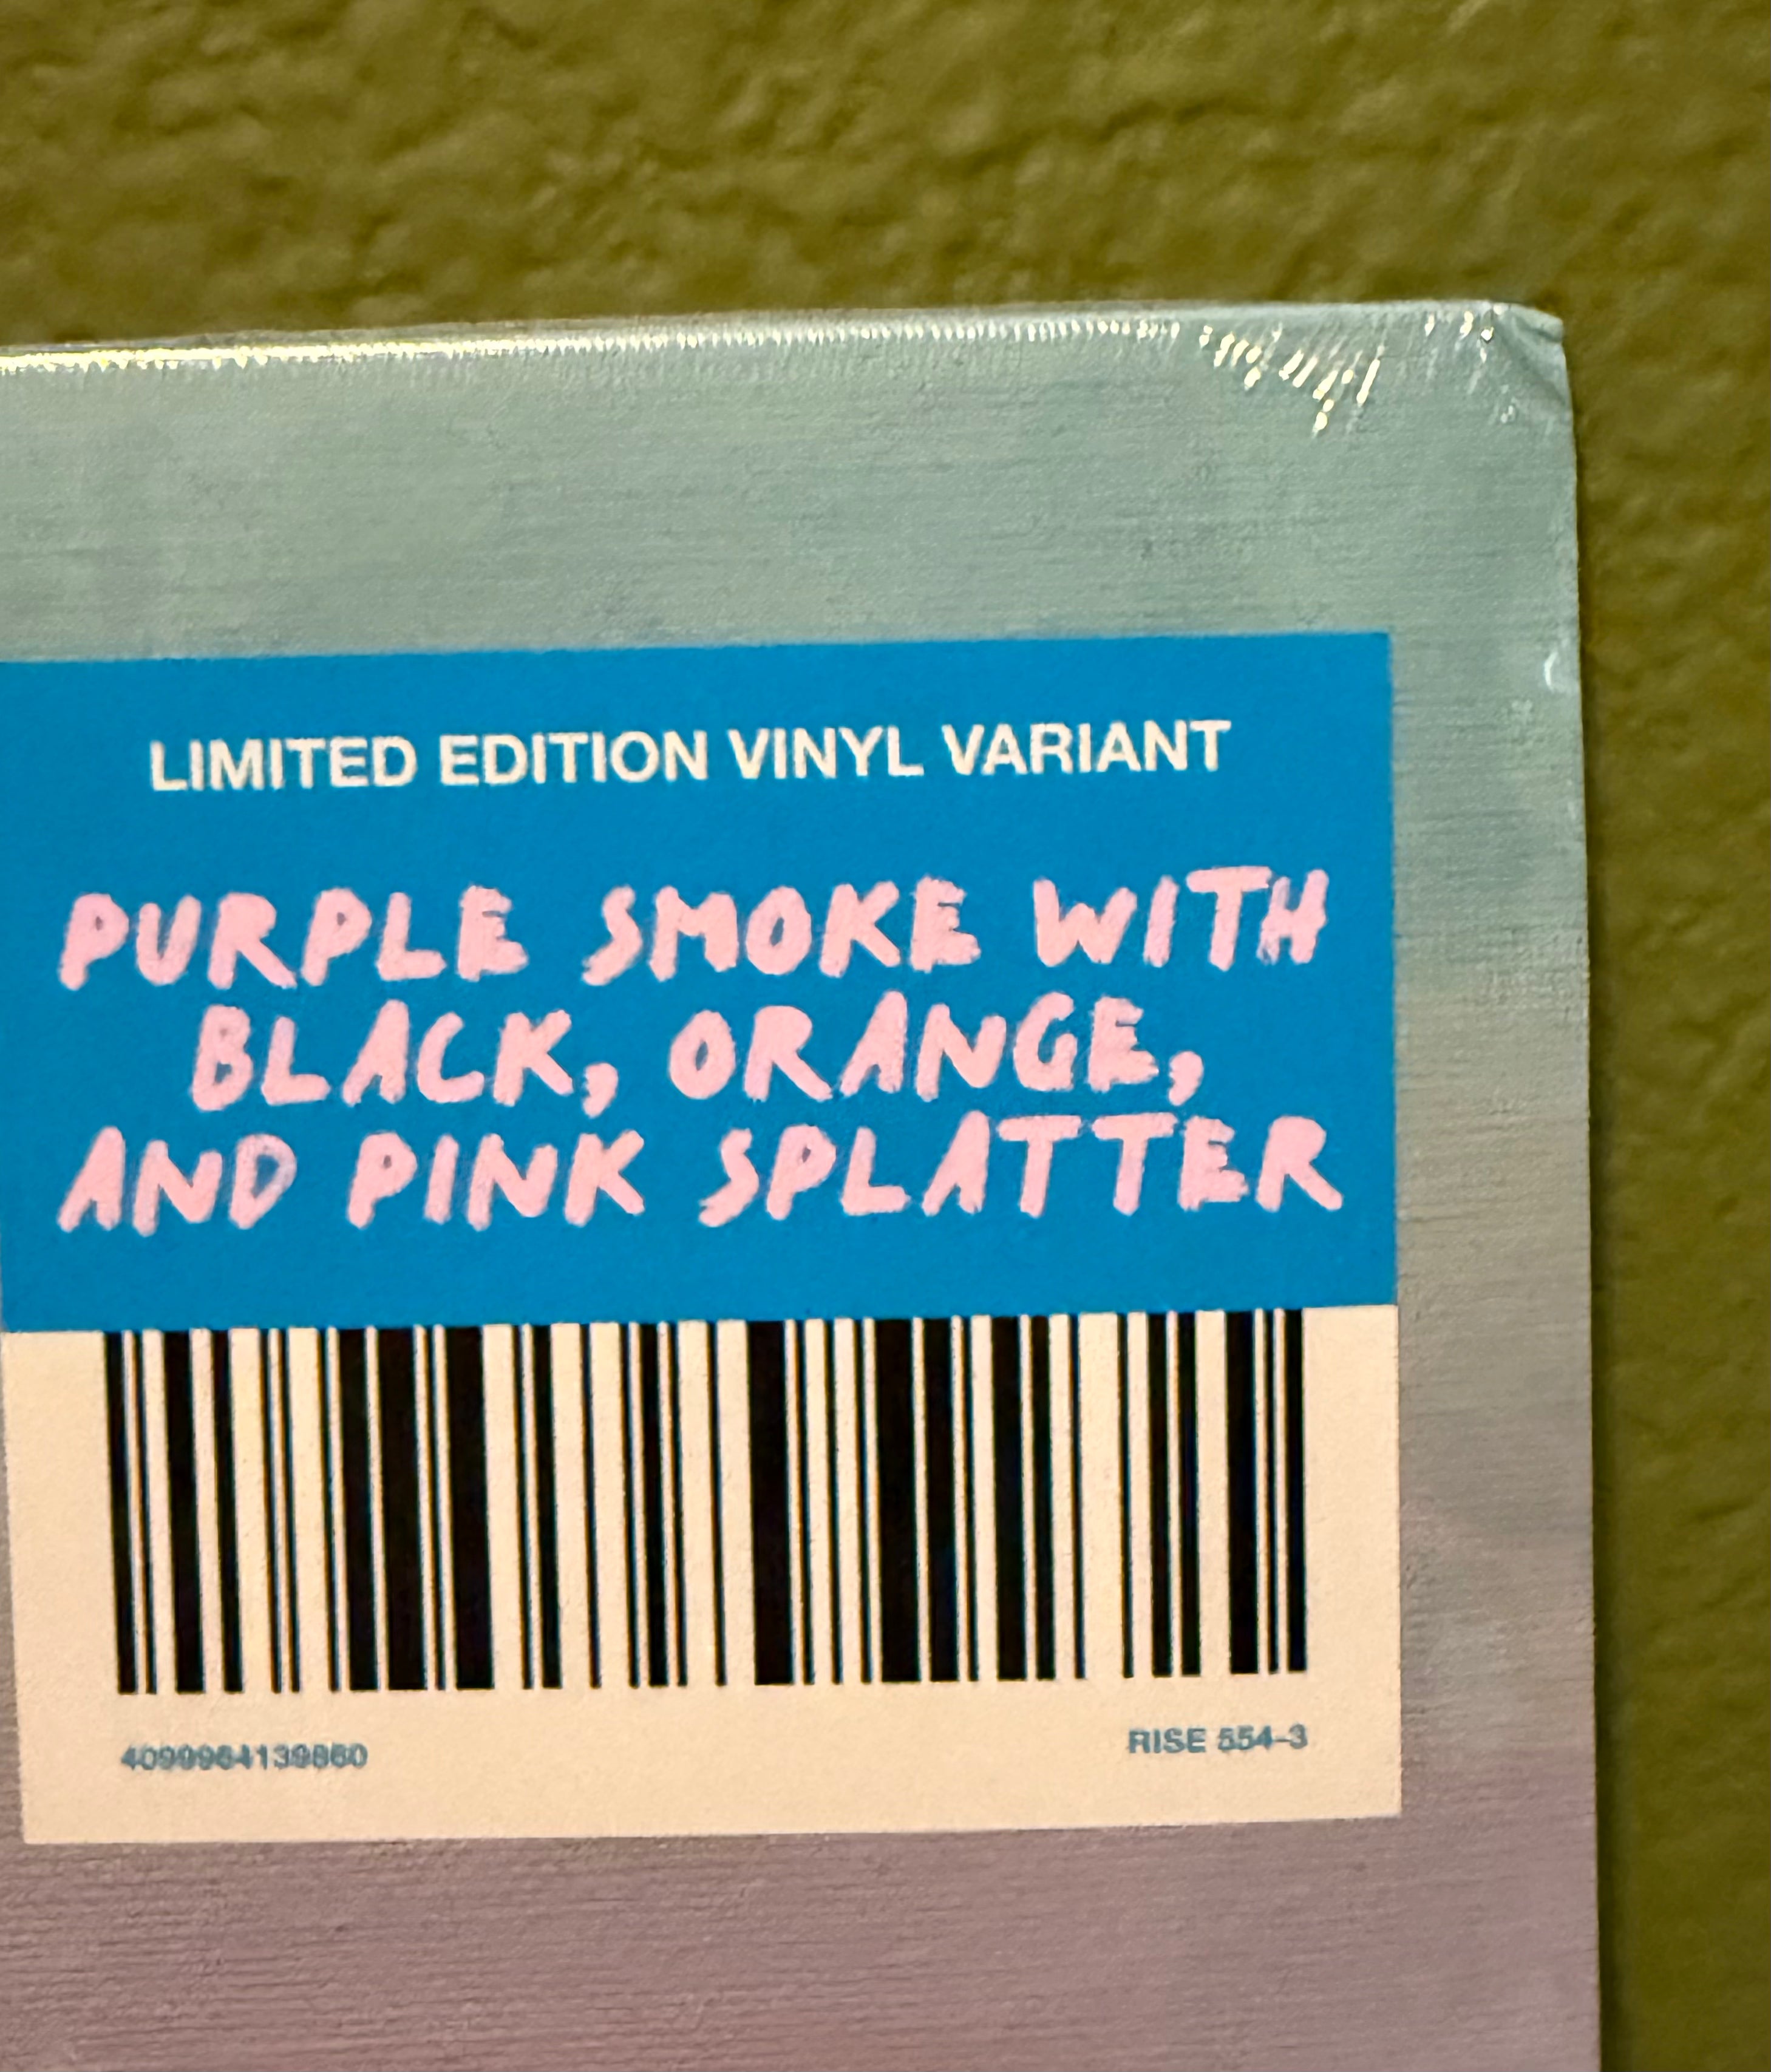 LIMITED EDITION VINYL VARIANT
PURPLE SMOKE WITH
BLACK, ORANGE,
AND PINK SPLATTER
4099964139860
RISE 554-3